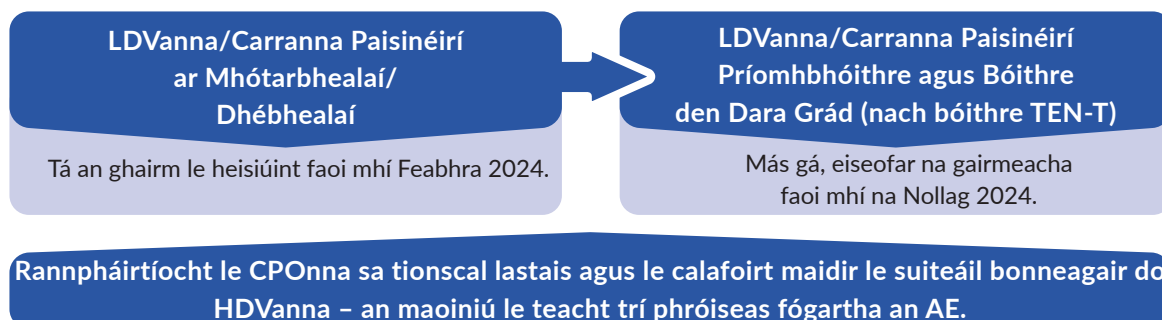 LDVanna/Carranna Paisinéirí
ar Mhótarbhealaí/
Dhébhealaí
Tá an ghairm le heisiúint faoi mhí Feabhra 2024.
LDVanna/Carranna Paisinéirí
Príomhbhóithre agus Bóithre
den Dara Grád (nach bóithre TEN-T)
Más gá, eiseofar na gairmeacha
faoi mhí na Nollag 2024.
Rannpháirtíocht le CPOnna sa tionscal lastais agus le calafoirt maidir le suiteáil bonneagair do
HDVanna – an maoiniú le teacht trí phróiseas fógartha an AE.